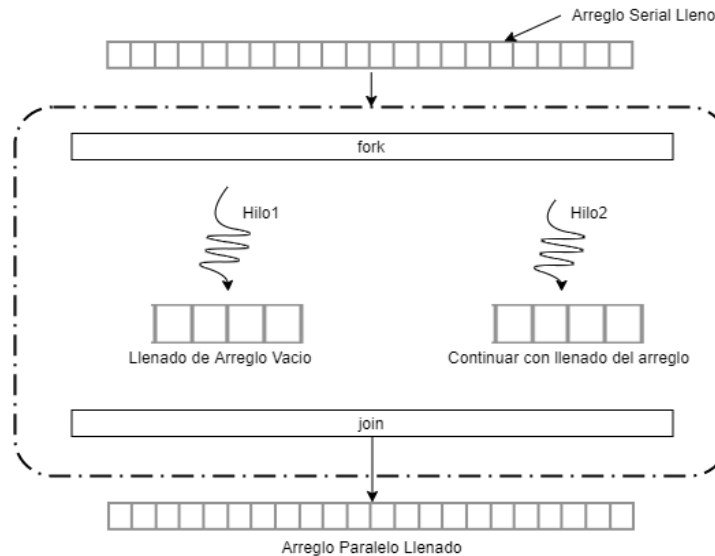 Arreglo Serial Lleno
fork
Hilo1
Hilo2
Llenado de Arreglo Vacio
Continuar con llenado del arreglo
join
Arreglo Paralelo Llenado